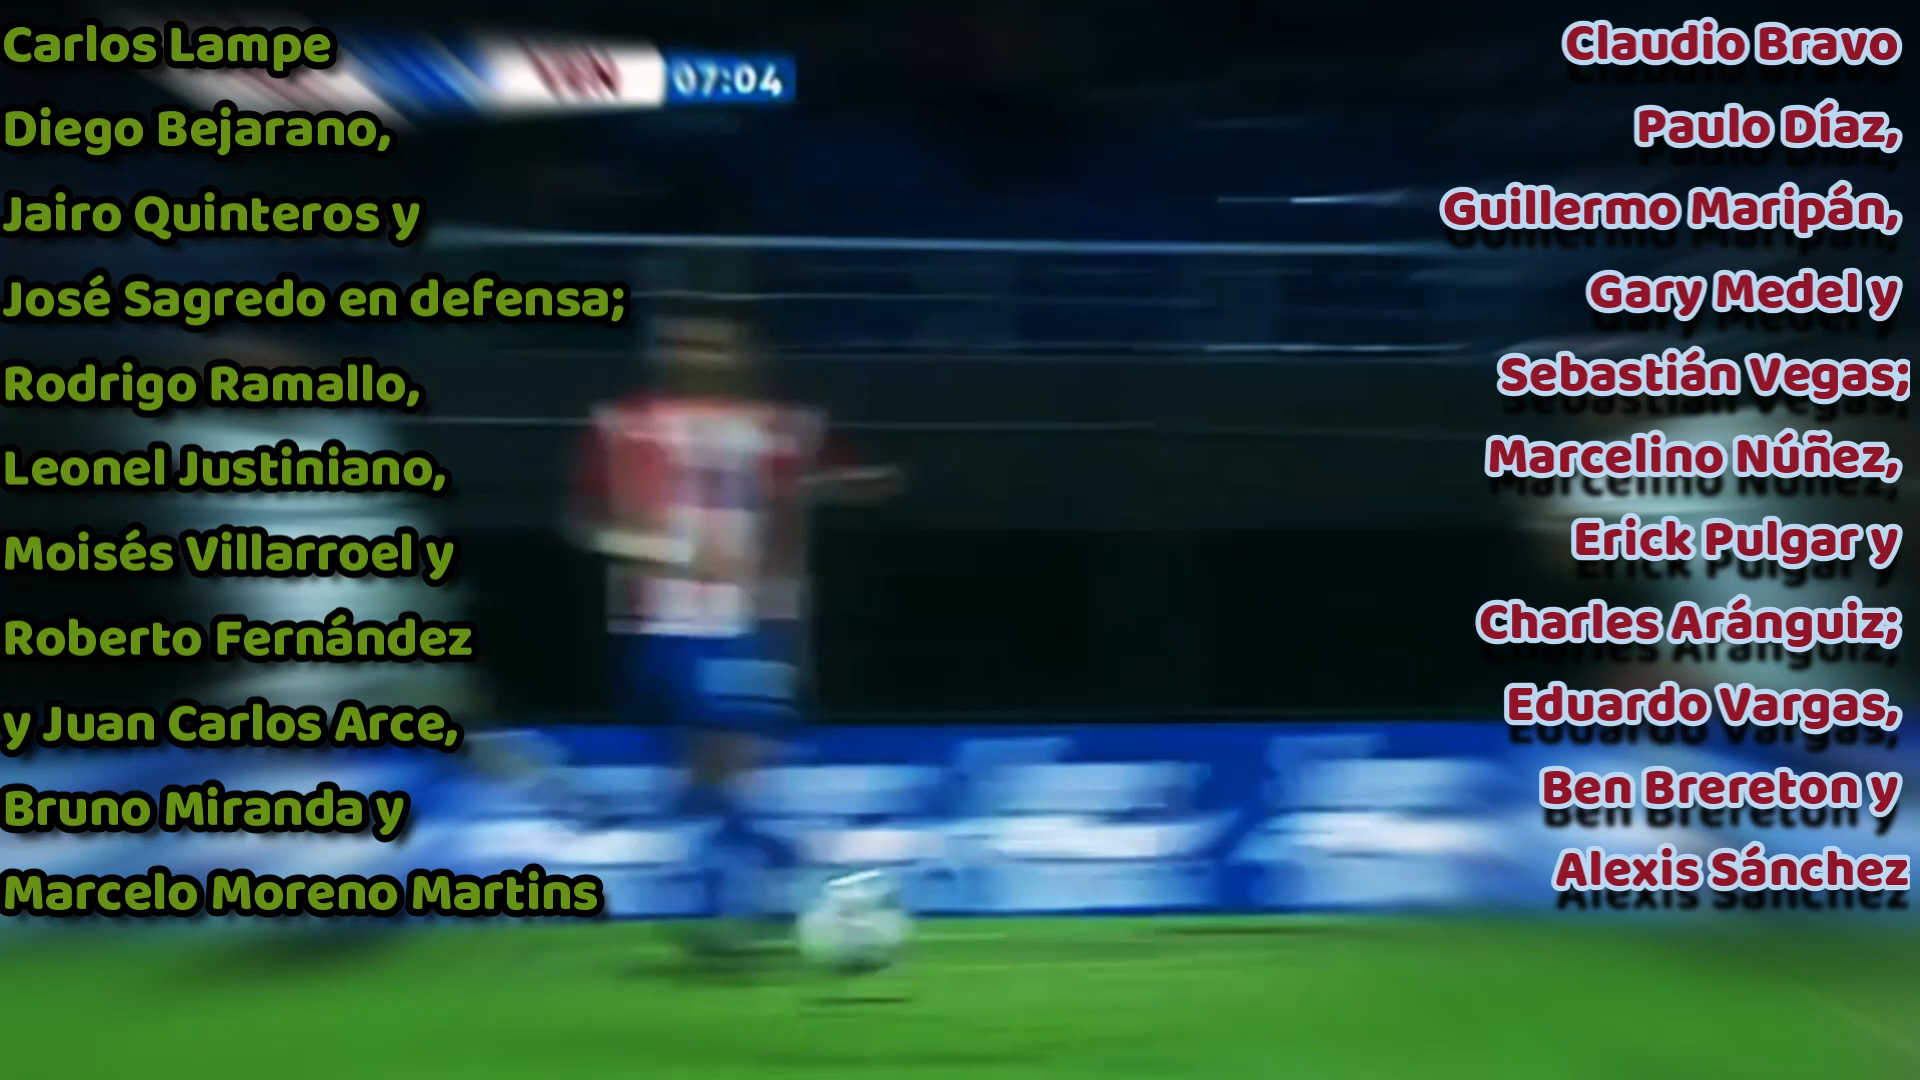 Carlos Lampe
Diego Bejarano,
Jairo Quinteros y
José Sagredo en defensa;
Rodrigo Ramallo,
Leonel Justiniano,
Moisés Villarroel y
Roberto Fernández
y Juan Carlos Arce,
Bruno Miranda y
Marcelo Moreno Martins
07:04
Claudio Bravo
Paulo Díaz,
Guillermo Maripán,
Gary Medel y
Sebastián Vegas;
Marcelino Núñez,
Erick Pulgar y
Charles Aránguiz;
Eduardo Vargas,
Ben Brereton y
Alexis Sánchez